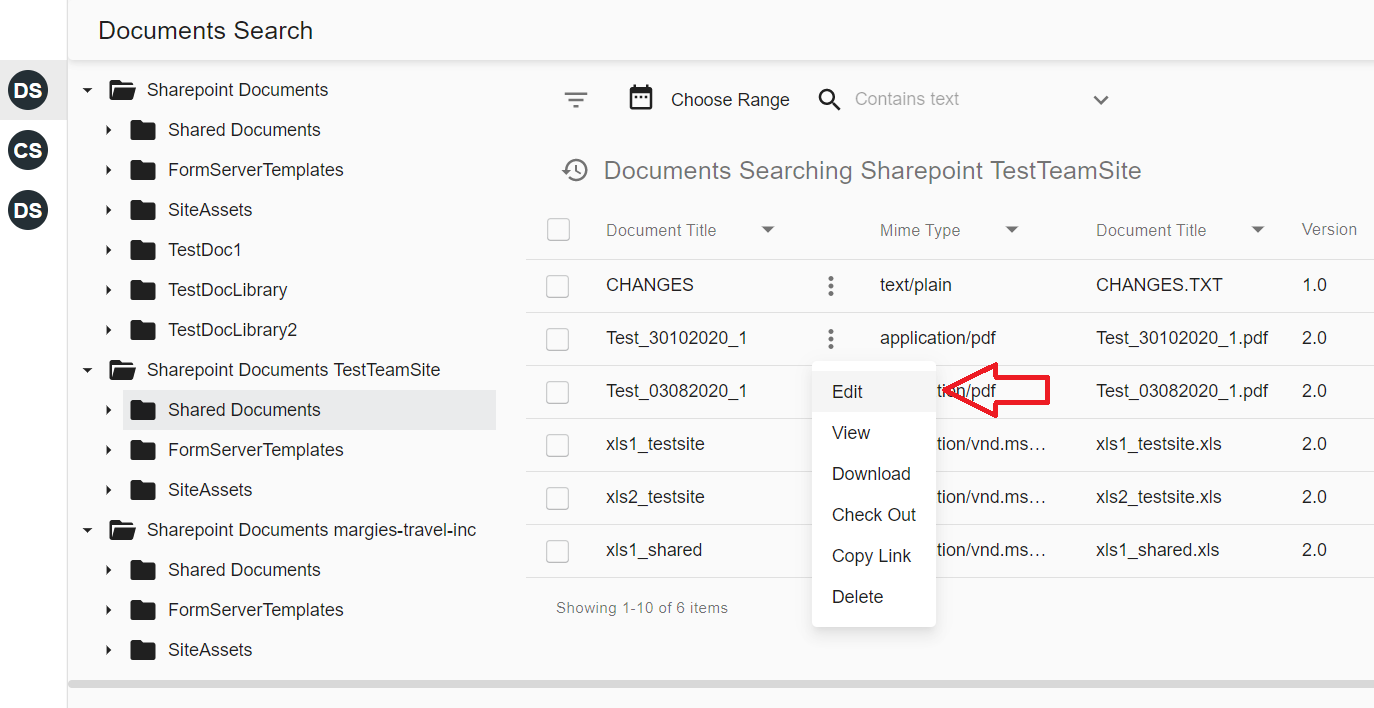 Documents Search
DS
CS
DS
Sharepoint Documents
Shared Documents
FormServerTemplates
SiteAssets
TestDoc1
TestDocLibrary
TestDocLibrary2
Sharepoint Documents TestTeamSite
Shared Documents
FormServerTemplates
SiteAssets
Sharepoint Documents margies-travel-inc
Shared Documents
FormServerTemplates
SiteAssets
Choose Range Contains text
Documents Searching Sharepoint TestTeamSite
Document Title Mime Type Document Title Version
CHANGES text/plain CHANGES.TXT 1.0
Test_30102020_1 application/pdf Test_30102020_1.pdf 2.0
Test_03082020_1 tion/pdf Test_03082020_1.pdf 2.0
xls1_testsite tion/vnd.ms… xls1_testsite.xls 2.0
xls2_testsite tion/vnd.ms… xls2_testsite.xls 2.0
xls1_shared tion/vnd.ms… xls1_shared.xls 2.0
Showing 1-10 of 6 items
Edit
View
Download
Check Out
Copy Link
Delete